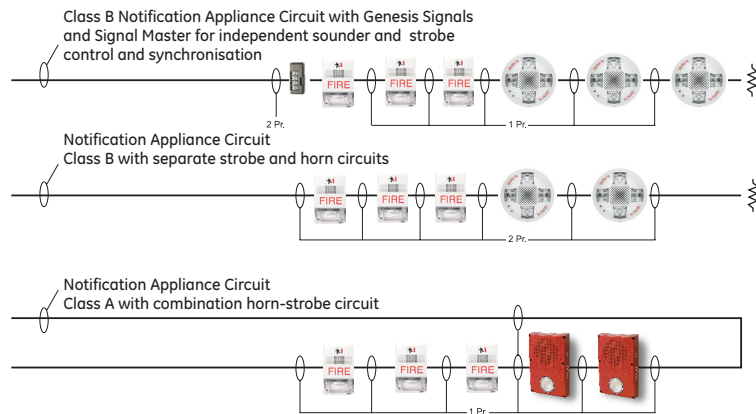 Class B Notification Appliance Circuit with Genesis Signals
and Signal Master for independent sounder and strobe
control and synchronisation
FIRE FIRE FIRE
2 Pr.
1 Pr.
Notification Appliance Circuit
Class B with separate strobe and horn circuits
FIRE FIRE FIRE
2 Pr.
Notification Appliance Circuit
Class A with combination horn-strobe circuit
FIRE FIRE FIRE
1 Pr.